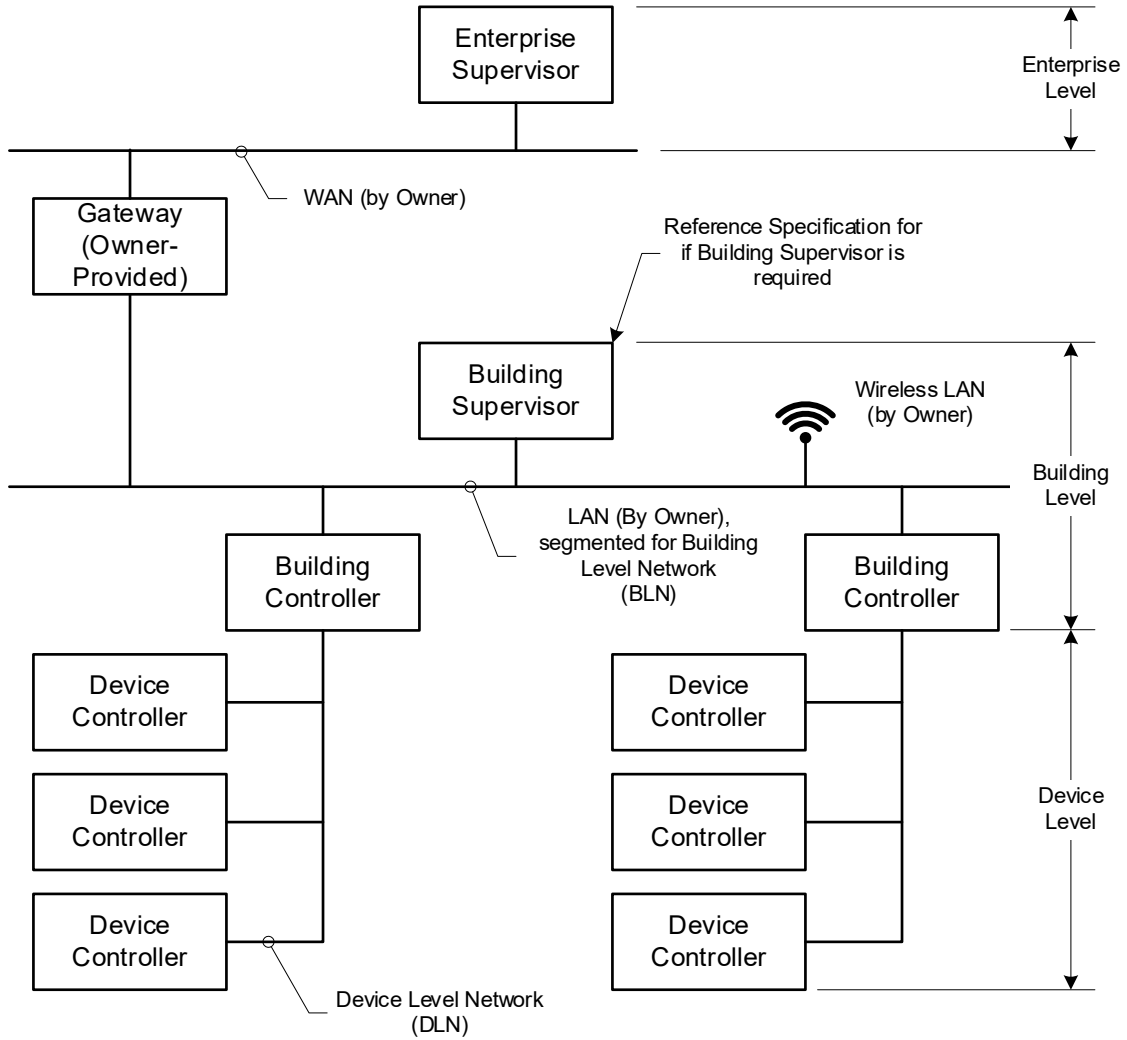 Enterprise
Supervisor
Enterprise
Level
WAN (by Owner)
Gateway
(Owner-
Provided)
Reference Specification for
if Building Supervisor is
required
Building
Supervisor
Wireless LAN
(by Owner)
Building
Level
LAN (By Owner),
segmented for Building
Level Network
(BLN)
Building
Controller
Building
Controller
Device
Controller
Device
Controller
Device
Controller
Device
Controller
Device
Level
Device
Controller
Device
Controller
Device Level Network
(DLN)